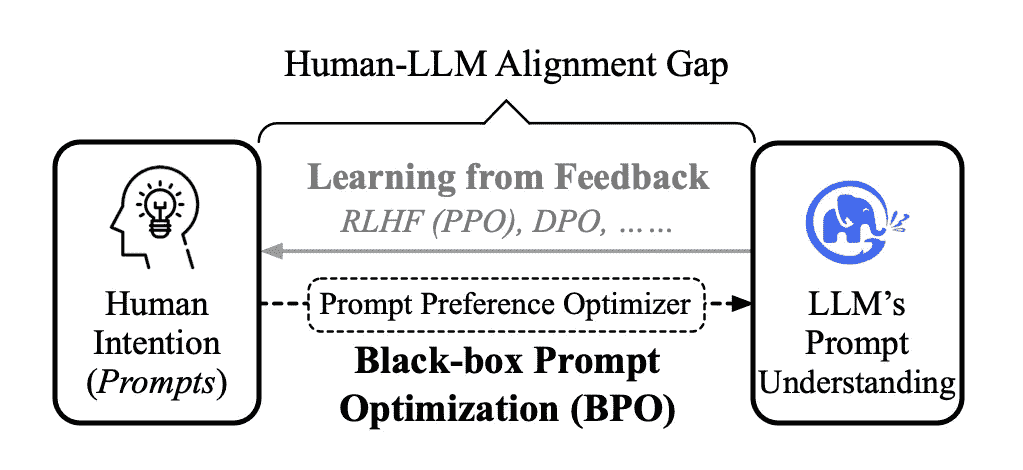 Human-LLM Alignment Gap
Learning from Feedback
RLHF (PPO), DPO, ……
Prompt Preference Optimizer
Black-box Prompt
Optimization (BPO)
Human
Intention
(Prompts)
LLM’s
Prompt
Understanding